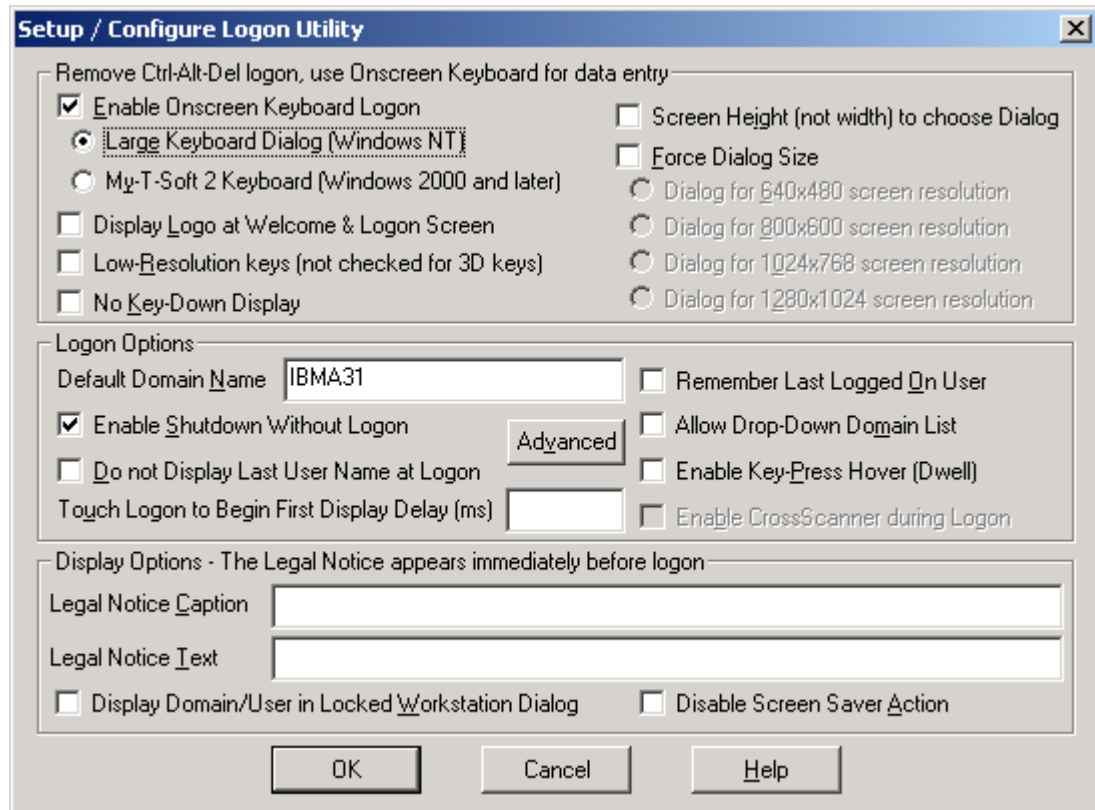 Setup / Configure Logon Utility
Remove Ctrl-Alt-Del logon, use Onscreen Keyboard for data entry
Enable Onscreen Keyboard Logon
Large Keyboard Dialog (Windows NT)
My-T-Soft 2 Keyboard (Windows 2000 and later)
Display Logo at Welcome & Logon Screen
Low-Resolution keys (not checked for 3D keys)
No Key-Down Display
Screen Height (not width) to choose Dialog
Force Dialog Size
Dialog for 640x480 screen resolution
Dialog for 800x600 screen resolution
Dialog for 1024x768 screen resolution
Dialog for 1280x1024 screen resolution
Logon Options
Default Domain Name IBMA31
Enable Shutdown Without Logon
Do not Display Last User Name at Logon
Advanced
Touch Logon to Begin First Display Delay (ms)
Remember Last Logged On User
Allow Drop-Down Domain List
Enable Key-Press Hover (Dwell)
Enable CrossScanner during Logon
Display Options - The Legal Notice appears immediately before logon
Legal Notice Caption
Legal Notice Text
Display Domain/User in Locked Workstation Dialog
Disable Screen Saver Action
OK Cancel Help